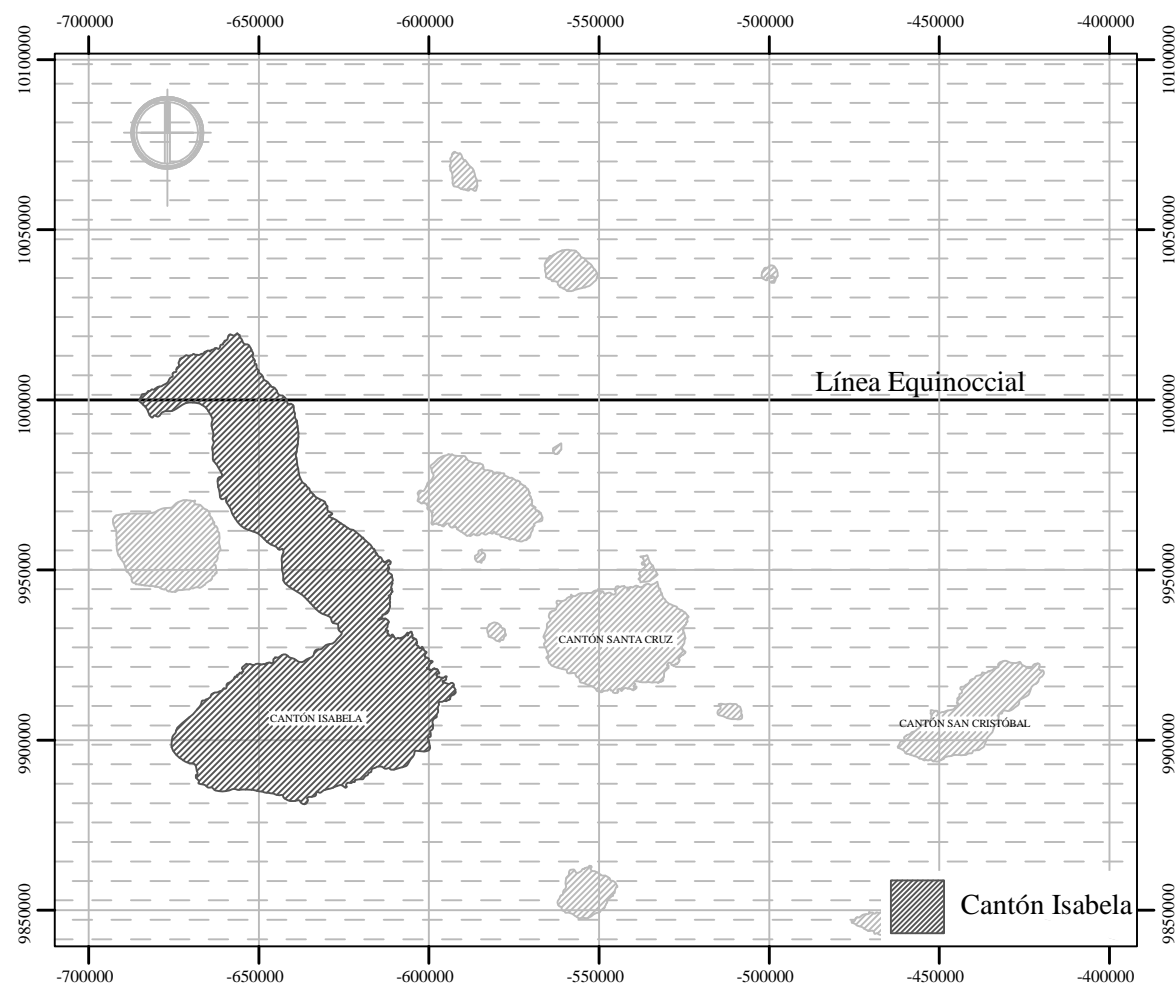 -700000 -650000 -600000 -550000 -500000 -450000 -400000
10100000 10100000
10050000 10050000
Línea Equinoccial
10000000 10000000
9950000 9950000
CANTÓN SANTA CRUZ
CANTÓN ISABELA
CANTÓN SAN CRISTÓBAL
9900000 9900000
Cantón Isabela
9850000 9850000
-700000 -650000 -600000 -550000 -500000 -450000 -400000